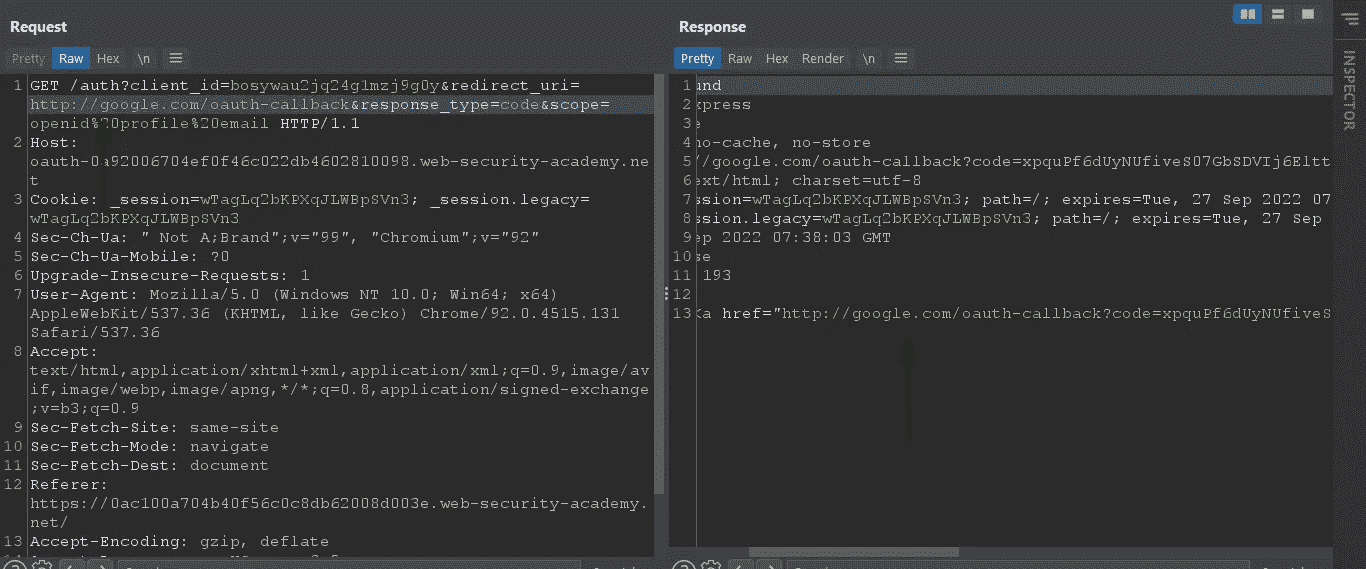 Request
Pretty Raw Hex \n
1 GET /auth?client_id=bosywau2jq24g1mzj9g0y&redirect_uri=
http://google.com/oauth-callback&response_type=code&scope=
openid%20profile%20email HTTP/1.1
2 Host:
oauth-0a92006704ef0f46c022db4602810098.web-security-academy.ne
t
3 Cookie: _session=wTagLq2bKPXqJLWBpSVn3; _session.legacy=
wTagLq2bKPXqJLWBpSVn3
4 Sec-Ch-Ua: " Not A;Brand";v="99", "Chromium";v="92"
5 Sec-Ch-Ua-Mobile: ?0
6 Upgrade-Insecure-Requests: 1
7 User-Agent: Mozilla/5.0 (Windows NT 10.0; Win64; x64)
AppleWebKit/537.36 (KHTML, like Gecko) Chrome/92.0.4515.131
Safari/537.36
8 Accept:
text/html,application/xhtml+xml,application/xml;q=0.9,image/av
if,image/webp,image/apng,*/*;q=0.8,application/signed-exchange
;v=b3;q=0.9
9 Sec-Fetch-Site: same-site
10 Sec-Fetch-Mode: navigate
11 Sec-Fetch-Dest: document
12 Referer:
https://0ac100a704b40f56c0c8db62008d003e.web-security-academy.
net/
13 Accept-Encoding: gzip, deflate
Response
Pretty Raw Hex Render \n
1 und
2 xpress
3 e
4 no-cache, no-store
5 //google.com/oauth-callback?code=xpquPf6dUyNUfiveS07GbSDVIj6Eltt
6 ext/html; charset=utf-8
7 ssion=wTagLq2bKPXqJLWBpSVn3; path=/; expires=Tue, 27 Sep 2022 07
8 ssion.legacy=wTagLq2bKPXqJLWBpSVn3; path=/; expires=Tue, 27 Sep
9 ep 2022 07:38:03 GMT
10 se
11 193
12
13 <a href="http://google.com/oauth-callback?code=xpquPf6dUyNUfiveS
INSPECTOR